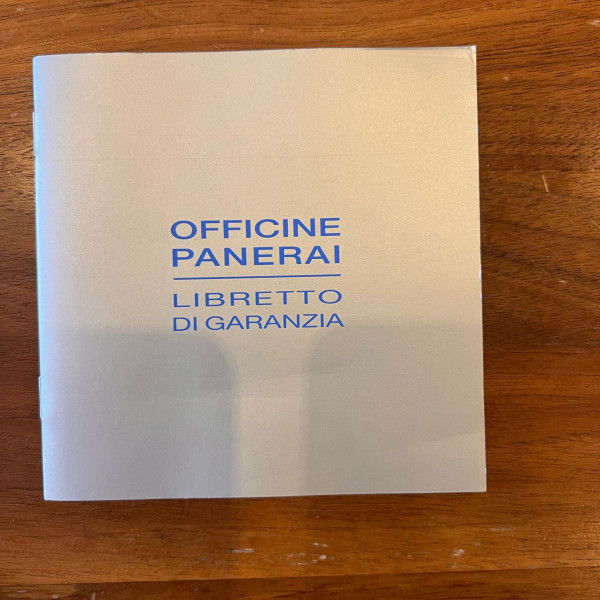 OFFICINE
PANERAI
LIBRETTO
DI GARANZIA